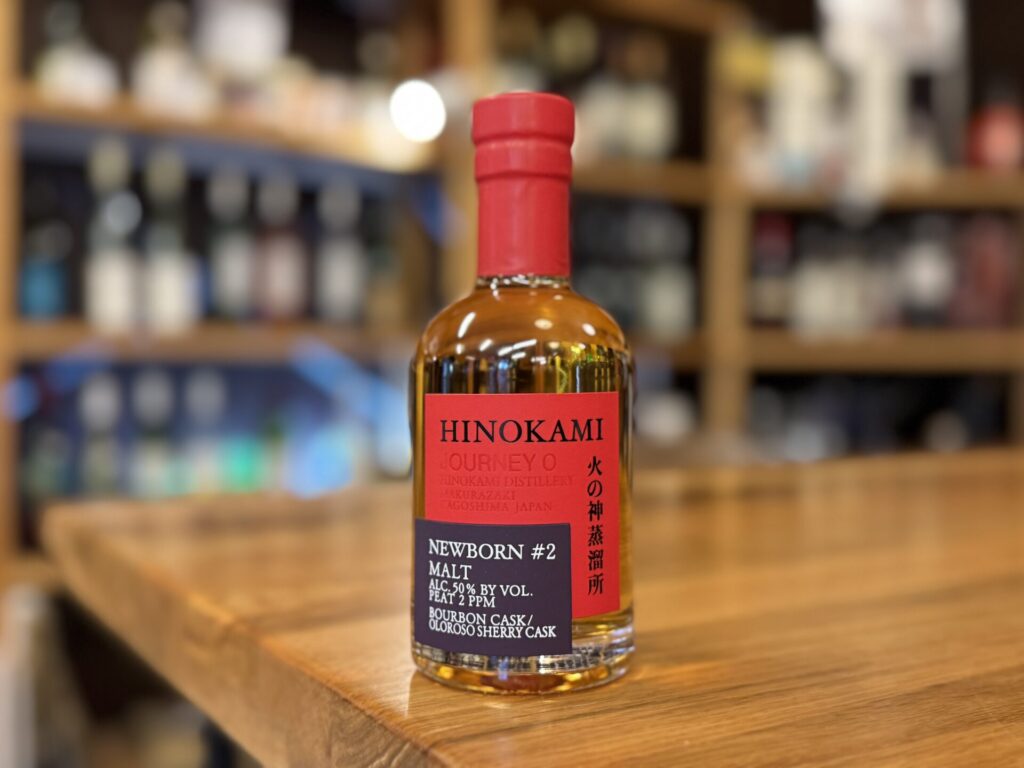 HINOKAMI
JOURNEY 0
HINOKAMI DISTILLERY
MAKURAZAKI
KAGOSHIMA JAPAN
火の神蒸溜所
NEWBORN #2
MALT
ALC.50% BY VOL.
PEAT 2 PPM
BOURBON CASK/
OLOROSO SHERRY CASK